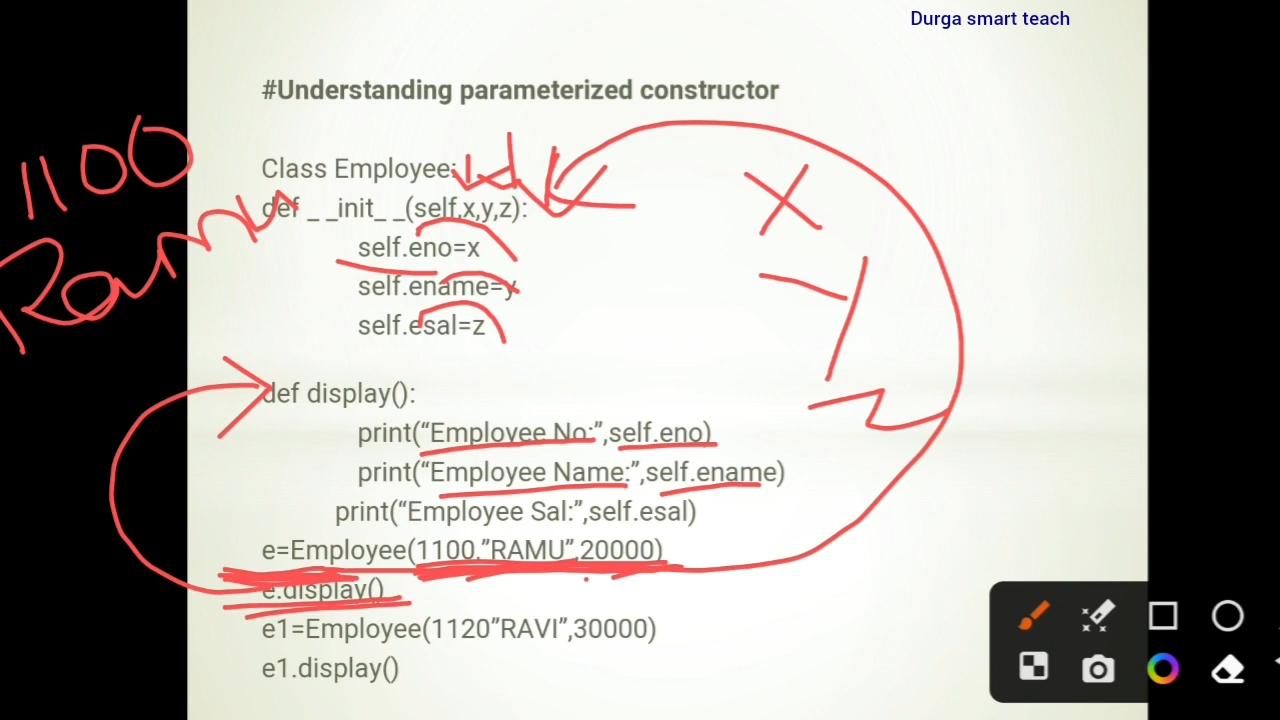 Durga smart teach
#Understanding parameterized constructor
Class Employee:
def _ _init_ _(self,x,y,z):
self.eno=x
self.ename=y
self.esal=z
def display():
print(“Employee No:”,self.eno)
print(“Employee Name:”,self.ename)
print(“Employee Sal:”,self.esal)
e=Employee(1100,”RAMU”,20000)
e.display()
e1=Employee(1120”RAVI”,30000)
e1.display()
1100
X
Y
Z